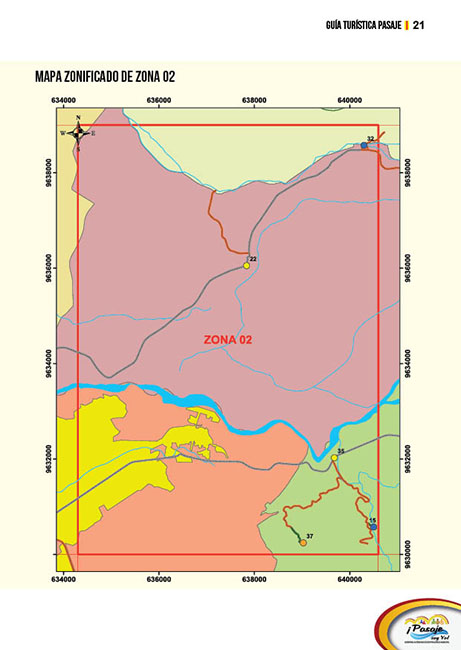 GUÍA TURÍSTICA PASAJE | 21
MAPA ZONIFICADO DE ZONA 02
634000 636000 638000 640000
N
W E
S
32
9638000 9638000
22
9636000 9636000
ZONA 02
9634000 9634000
35
9632000 9632000
15
37
9630000
634000 636000 638000 640000
¡Pasaje
soy Yo!